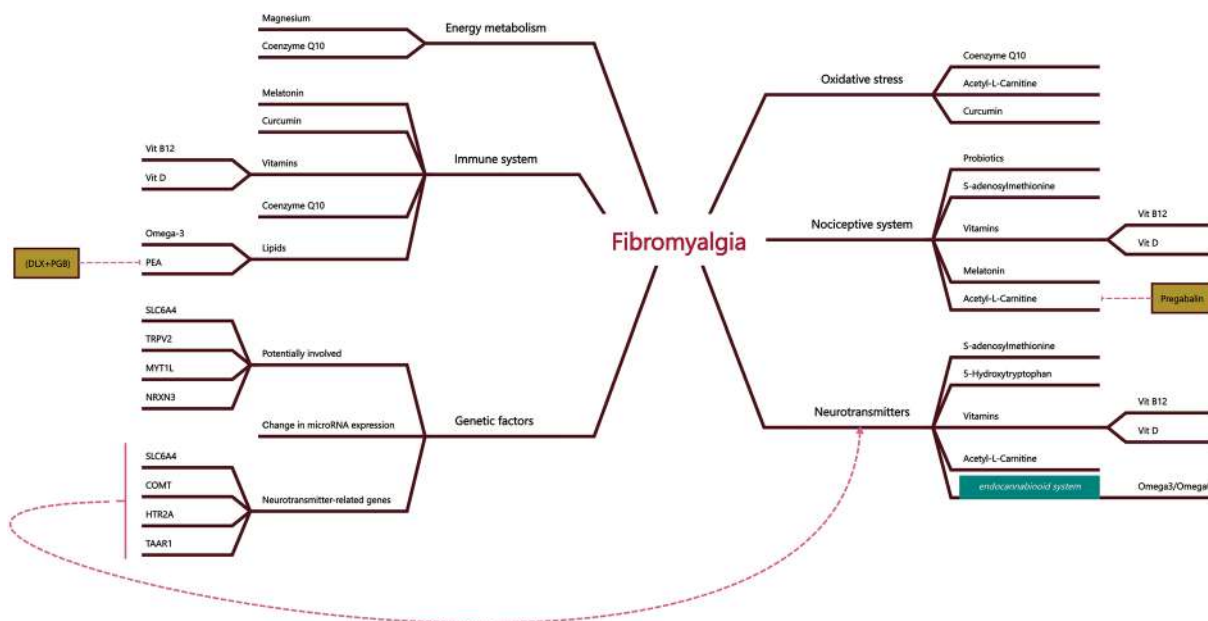 Fibromyalgia
Energy metabolism
Magnesium
Coenzyme Q10
Immune system
Melatonin
Curcumin
Vitamins
Vit B12
Vit D
Coenzyme Q10
Lipids
Omega-3
PEA
(DLX+PGB)
Genetic factors
Potentially involved
SLC6A4
TRPV2
MYT1L
NRXN3
Change in microRNA expression
Neurotransmitter-related genes
SLC6A4
COMT
HTR2A
TAAR1
Oxidative stress
Coenzyme Q10
Acetyl-L-Carnitine
Curcumin
Nociceptive system
Probiotics
S-adenosylmethionine
Vitamins
Vit B12
Vit D
Melatonin
Acetyl-L-Carnitine
Pregabalin
Neurotransmitters
S-adenosylmethionine
5-Hydroxytryptophan
Vitamins
Vit B12
Vit D
Acetyl-L-Carnitine
endocannabinoid system